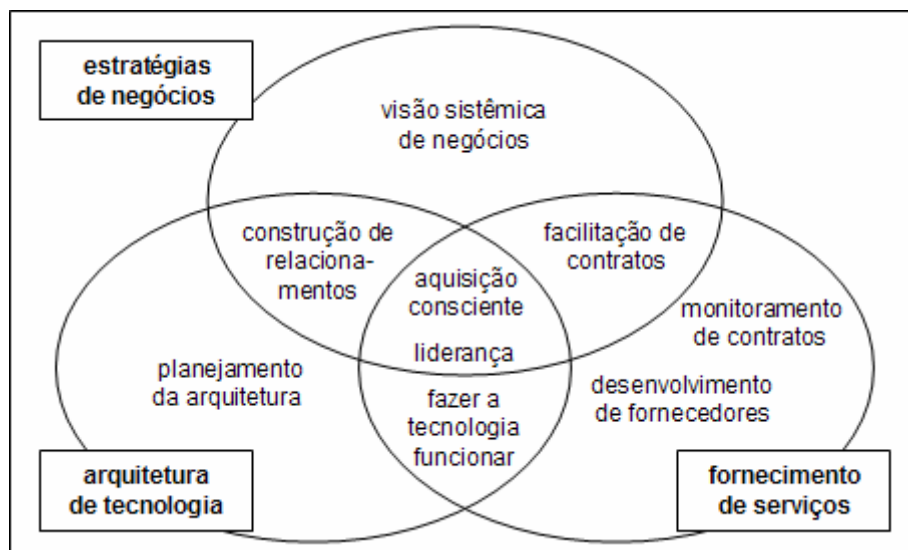 estratégias
de negócios
visão sistêmica
de negócios
construção de
relaciona-
mentos
facilitação de
contratos
aquisição
consciente
liderança
monitoramento
de contratos
planejamento
da arquitetura
desenvolvimento
de fornecedores
fazer a
tecnologia
funcionar
arquitetura
de tecnologia
fornecimento
de serviços